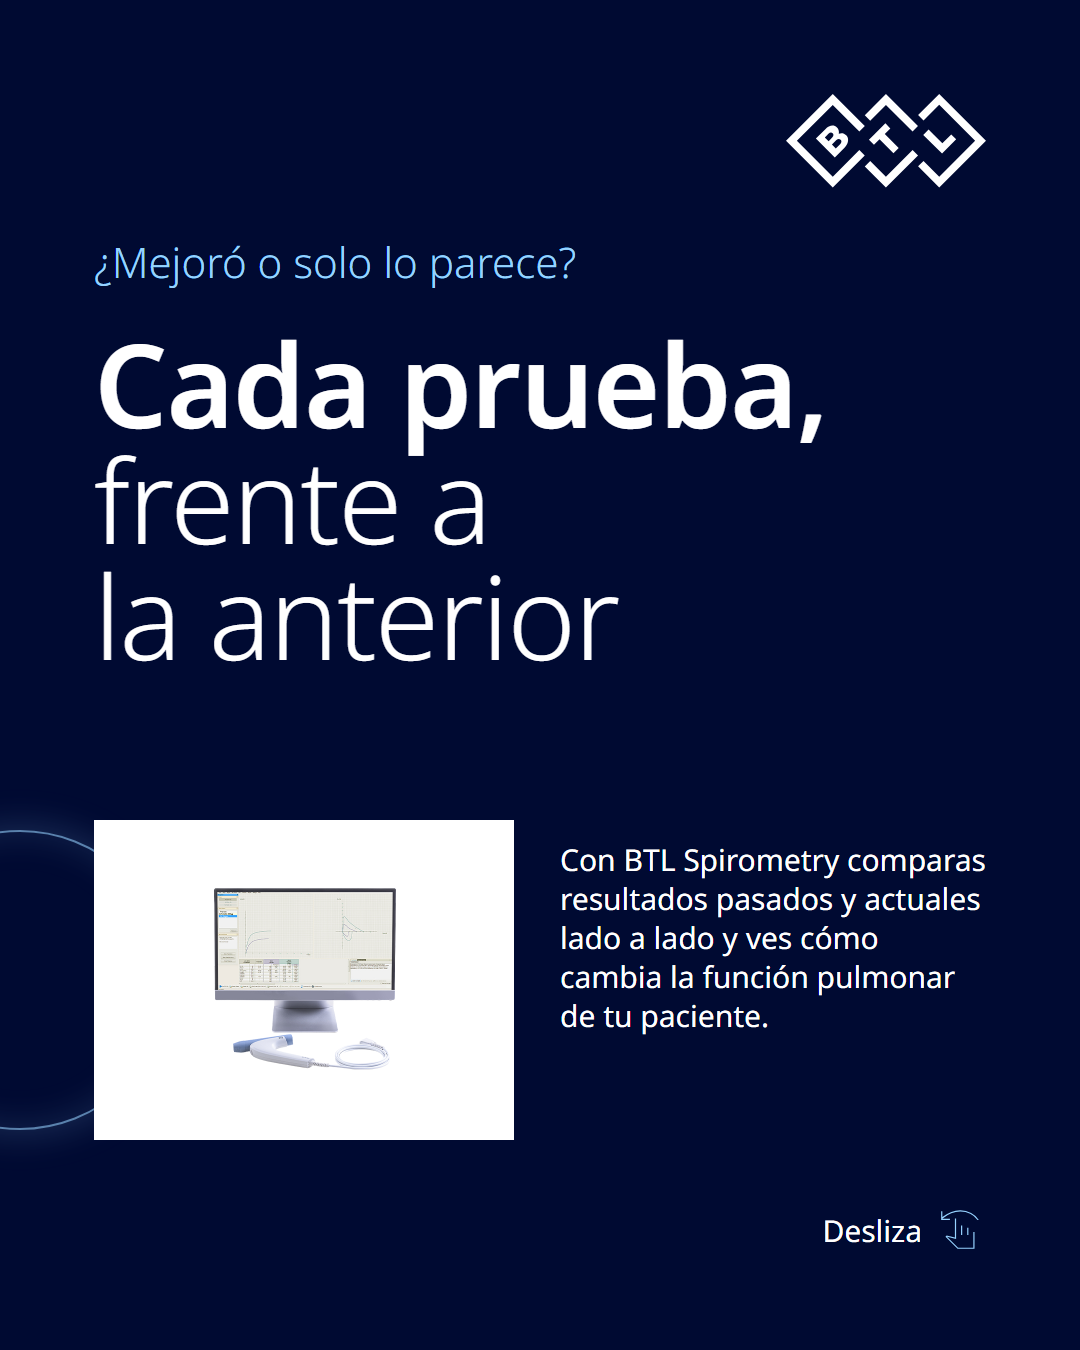 BTL
¿Mejoró o solo lo parece?
Cada prueba,
frente a
la anterior
Con BTL Spirometry comparas
resultados pasados y actuales
lado a lado y ves cómo
cambia la función pulmonar
de tu paciente.
Desliza